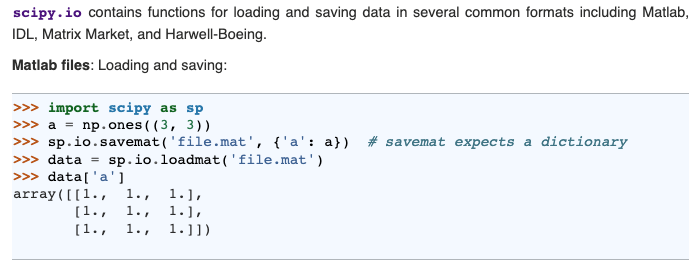 scipy.io contains functions for loading and saving data in several common formats including Matlab,
IDL, Matrix Market, and Harwell-Boeing.
Matlab files: Loading and saving:
>>> import scipy as sp
>>> a = np.ones((3, 3))
>>> sp.io.savemat('file.mat', {'a': a})  # savemat expects a dictionary
>>> data = sp.io.loadmat('file.mat')
>>> data['a']
array([[1.,  1.,  1.],
       [1.,  1.,  1.],
       [1.,  1.,  1.]])